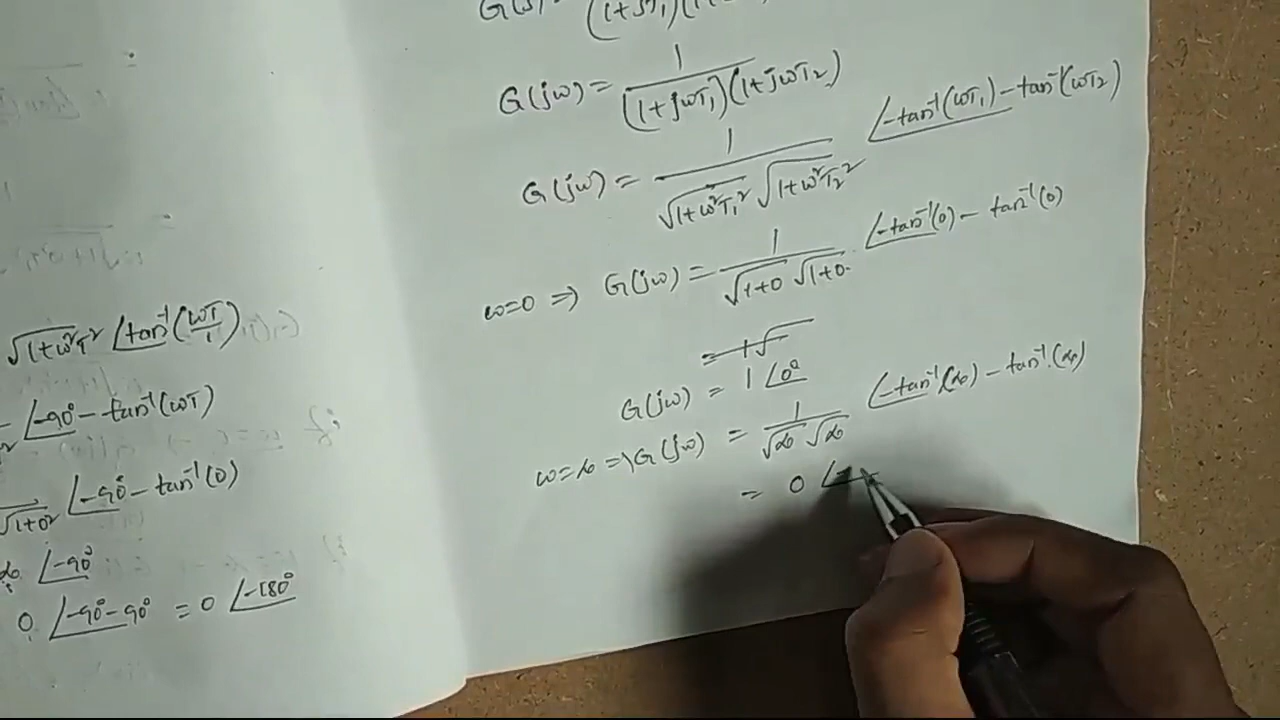 √1+ω²T² ∠tan⁻¹(ωT/1)
∠-90° - tan⁻¹(ωT)
√1+0² ∠-90° - tan⁻¹(0)
∞ ∠-90°
0 ∠-90°-90° = 0 ∠-180°
G(jω) = 1/(1+jωT₁)(1+jωT₂)
G(jω) = 1/√1+ω²T₁² √1+ω²T₂² ∠-tan⁻¹(ωT₁) - tan⁻¹(ωT₂)
ω=0 ⇒ G(jω) = 1/√1+0 √1+0 ∠-tan⁻¹(0) - tan⁻¹(0)
G(jω) = 1 ∠0°
ω=∞ ⇒ G(jω) = 1/√∞ √∞ ∠-tan⁻¹(∞) - tan⁻¹(∞)
= 0 ∠-